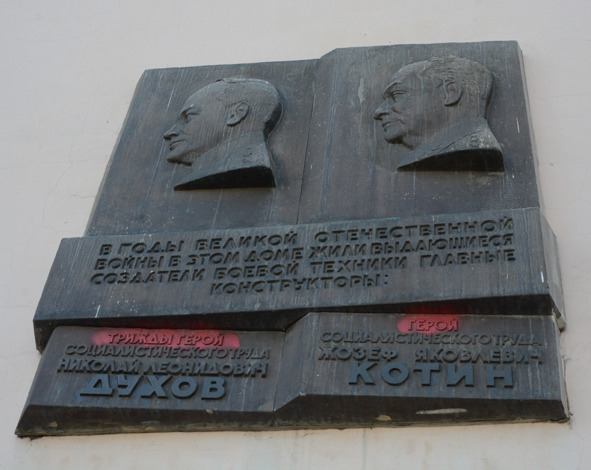 В ГОДЫ ВЕЛИКОЙ ОТЕЧЕСТВЕННОЙ
ВОЙНЫ В ЭТОМ ДОМЕ ЖИЛИ ВЫДАЮЩИЕСЯ
СОЗДАТЕЛИ БОЕВОЙ ТЕХНИКИ ГЛАВНЫЕ
КОНСТРУКТОРЫ:
ТРИЖДЫ ГЕРОЙ
СОЦИАЛИСТИЧЕСКОГО ТРУДА
НИКОЛАЙ ЛЕОНИДОВИЧ
ДУХОВ
ГЕРОЙ
СОЦИАЛИСТИЧЕСКОГО ТРУДА
ЖОЗЕФ ЯКОВЛЕВИЧ
КОТИН